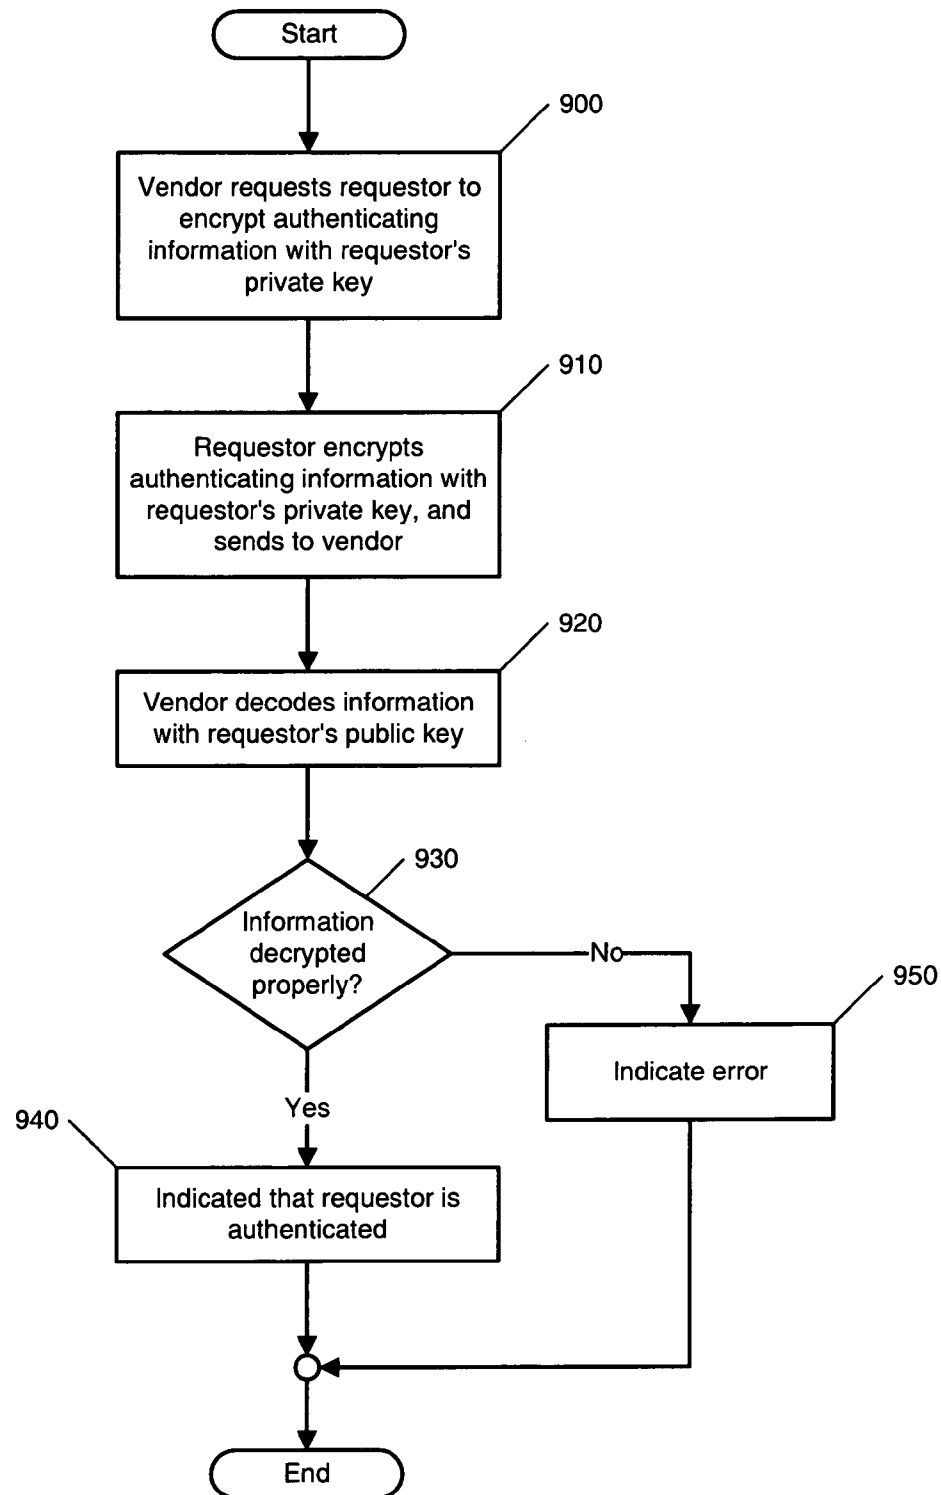 Start
900
Vendor requests requestor to
encrypt authenticating
information with requestor's
private key
910
Requestor encrypts
authenticating information with
requestor's private key, and
sends to vendor
920
Vendor decodes information
with requestor's public key
930
Information
decrypted
properly?
No
950
Indicate error
Yes
940
Indicated that requestor is
authenticated
End